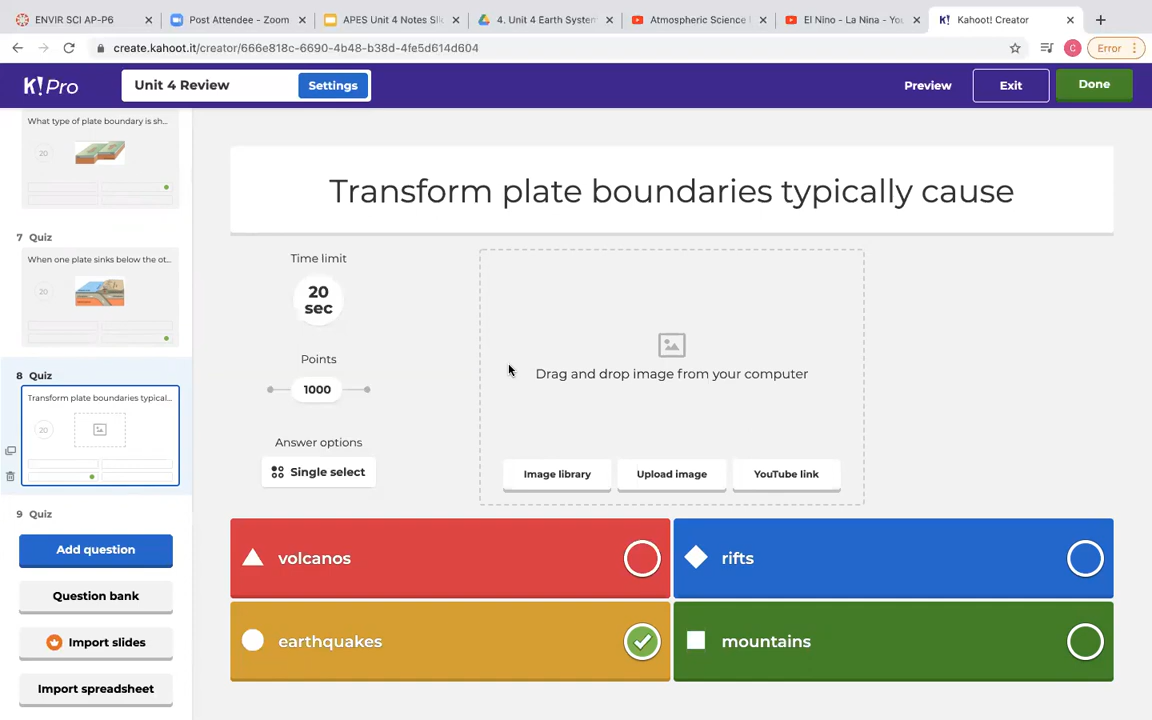 ENVIR SCI AP-P6
Post Attendee - Zoom
APES Unit 4 Notes Sli
4. Unit 4 Earth System
Atmospheric Science
El Nino - La Nina - You
Kahoot! Creator
create.kahoot.it/creator/666e818c-6690-4b48-b38d-4fe5d614d604
C
Error
K!Pro
Unit 4 Review
Settings
Preview
Exit
Done
What type of plate boundary is sh...
20
7 Quiz
When one plate sinks below the ot...
20
8 Quiz
Transform plate boundaries typical...
20
9 Quiz
Add question
Question bank
Import slides
Import spreadsheet
Transform plate boundaries typically cause
Time limit
20
sec
Points
1000
Answer options
Single select
Drag and drop image from your computer
Image library
Upload image
YouTube link
volcanos
rifts
earthquakes
mountains